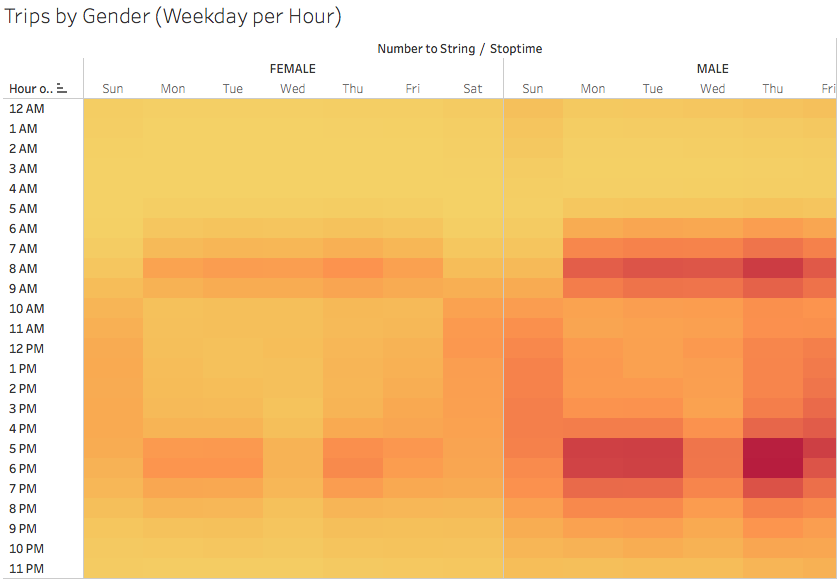 Trips by Gender (Weekday per Hour)
Number to String / Stoptime
FEMALE MALE
Hour o.. Sun Mon Tue Wed Thu Fri Sat Sun Mon Tue Wed Thu Fri
12 AM
1 AM
2 AM
3 AM
4 AM
5 AM
6 AM
7 AM
8 AM
9 AM
10 AM
11 AM
12 PM
1 PM
2 PM
3 PM
4 PM
5 PM
6 PM
7 PM
8 PM
9 PM
10 PM
11 PM